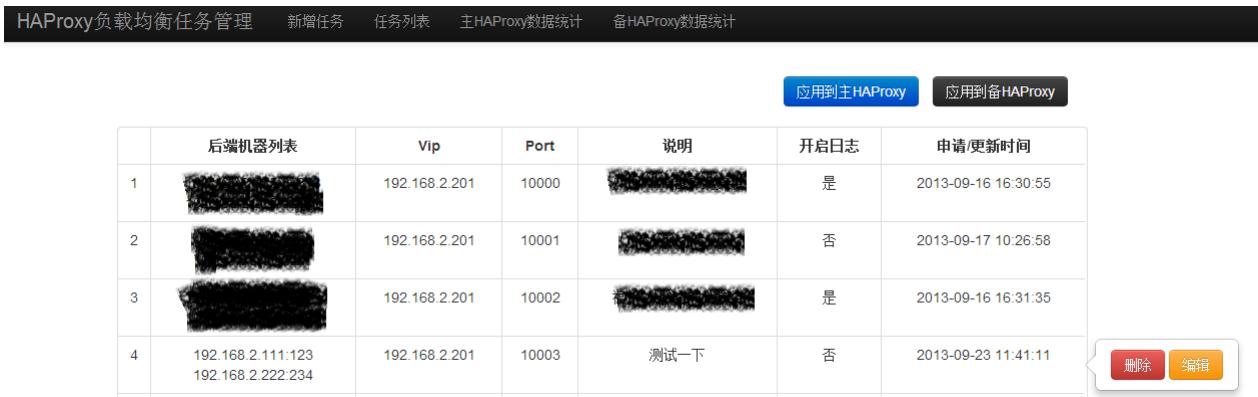 HAProxy负载均衡任务管理 新增任务 任务列表 主HAProxy数据统计 备HAProxy数据统计
应用到主HAProxy 应用到备HAProxy
后端机器列表 Vip Port 说明 开启日志 申请/更新时间
1 192.168.2.201 10000 是 2013-09-16 16:30:55
2 192.168.2.201 10001 否 2013-09-17 10:26:58
3 192.168.2.201 10002 是 2013-09-16 16:31:35
4 192.168.2.111:123 192.168.2.201 10003 测试一下 否 2013-09-23 11:41:11 删除 编辑
192.168.2.222:234